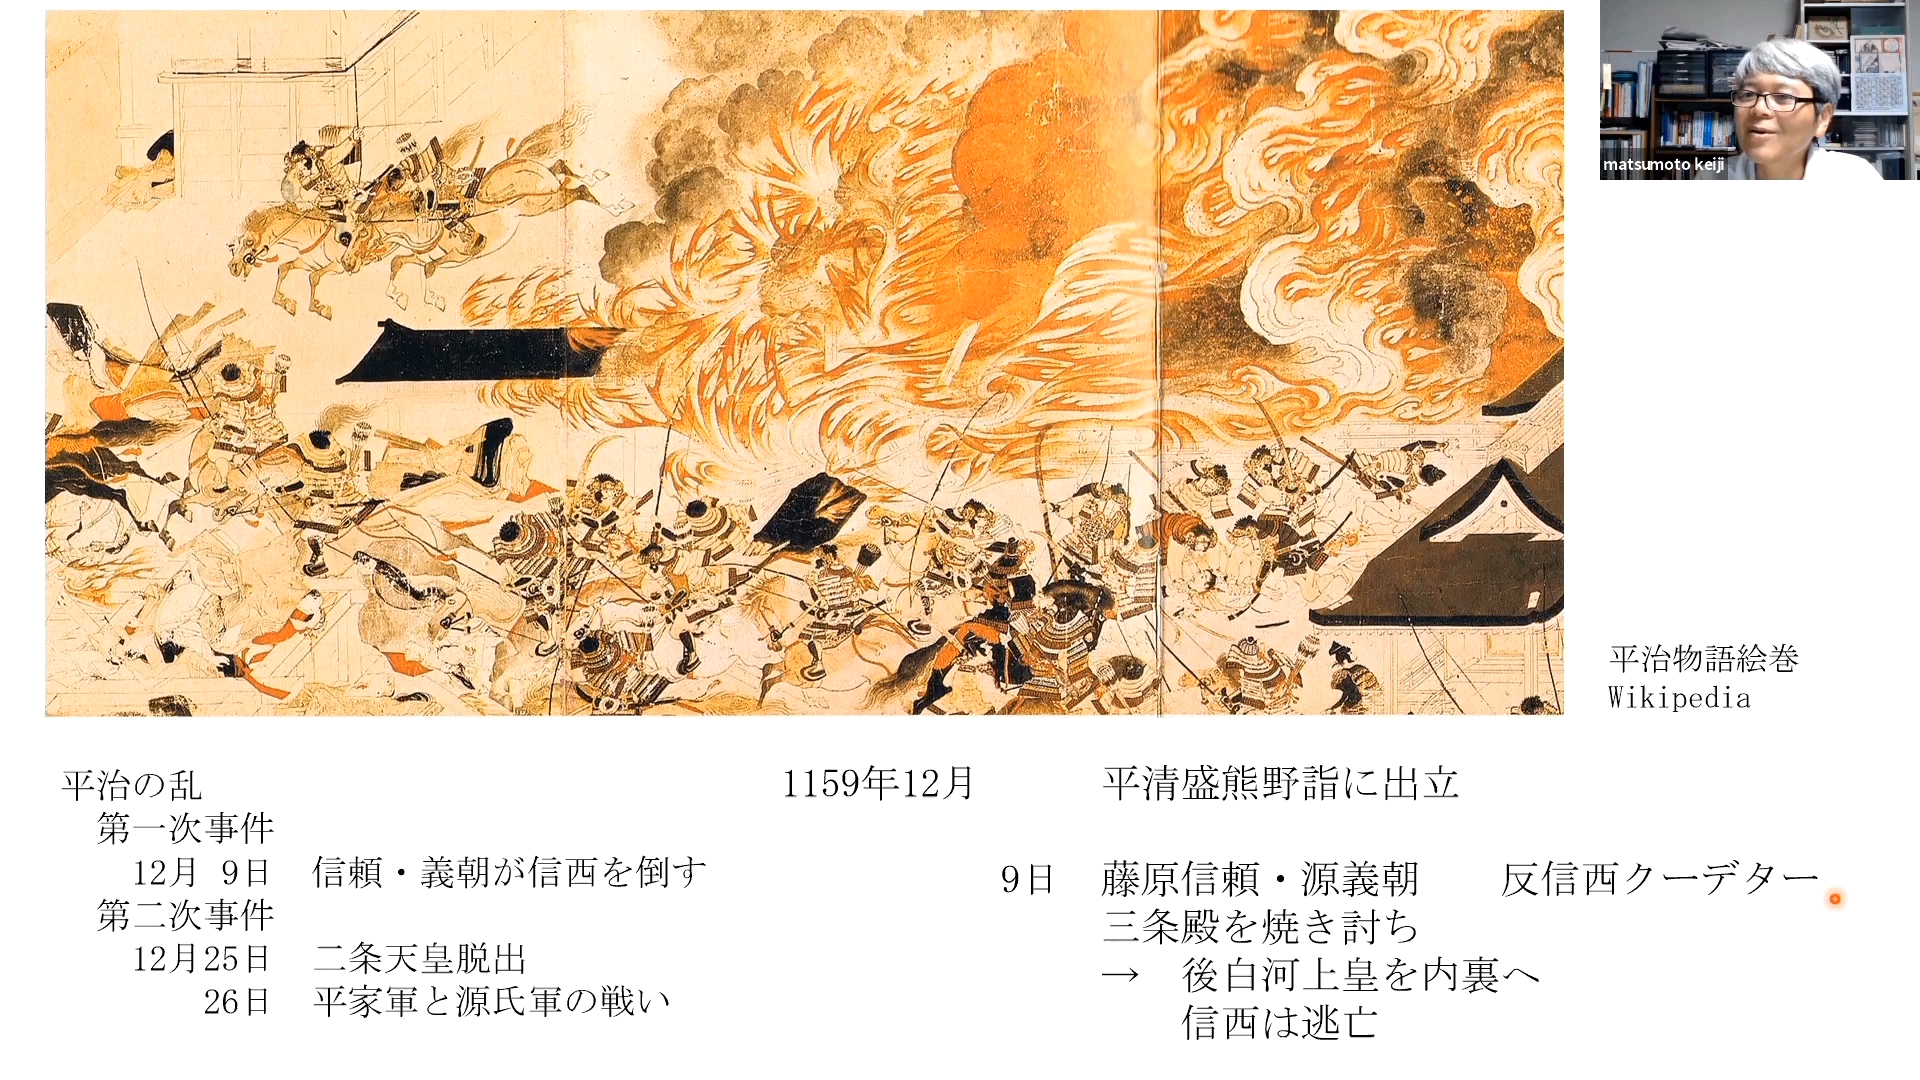 matsumoto keiji
平治物語絵巻
Wikipedia
平治の乱
第一次事件
12月 9日　信頼・義朝が信西を倒す
第二次事件
12月25日　二条天皇脱出
26日　平家軍と源氏軍の戦い
1159年12月　平清盛熊野詣に出立
9日　藤原信頼・源義朝　反信西クーデター
三条殿を焼き討ち
→　後白河上皇を内裏へ
信西は逃亡